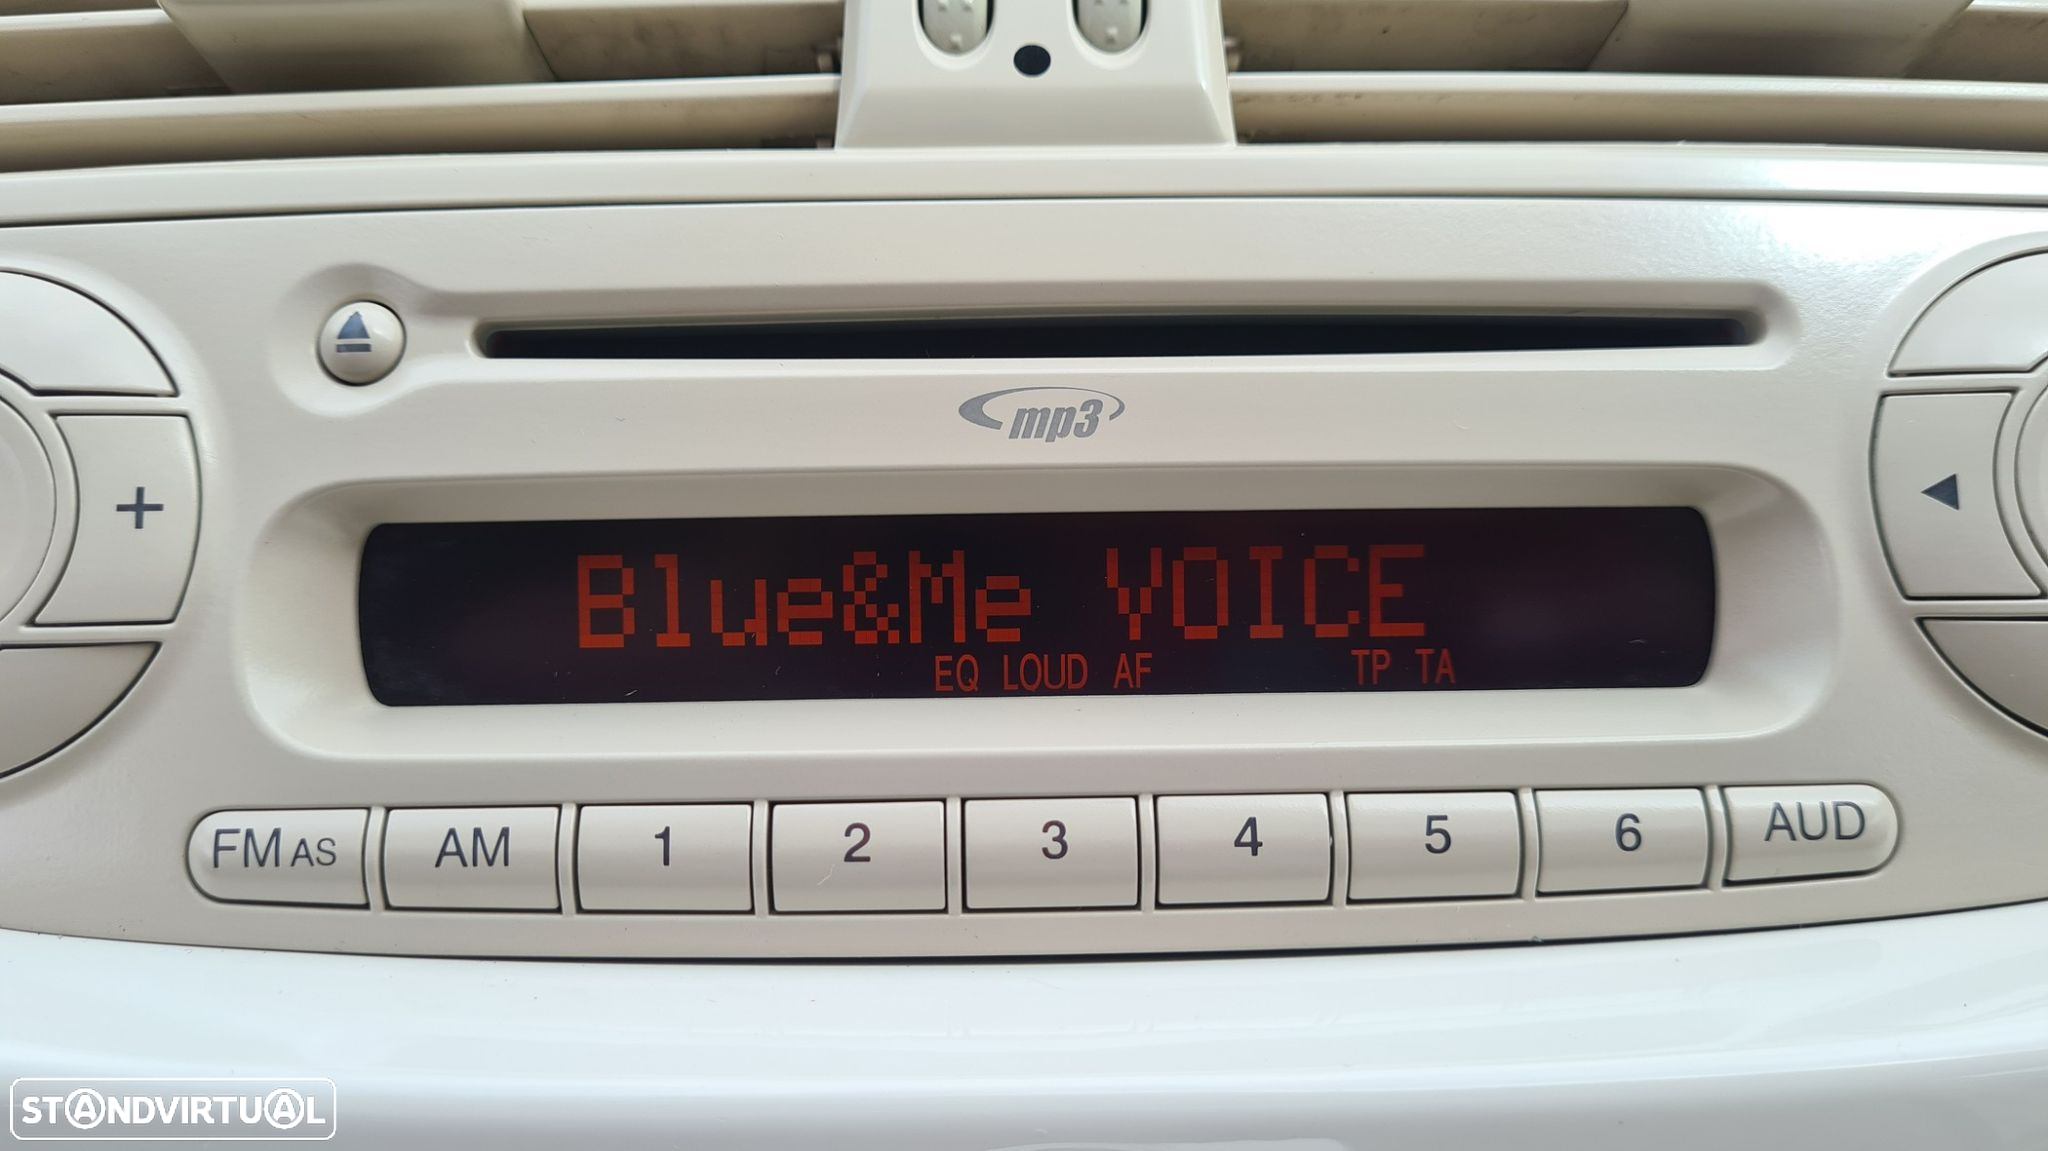 mp3
Blue&Me VOICE
EQ LOUD AF TP TA
FM AS AM 1 2 3 4 5 6 AUD
STANDVIRTUAL